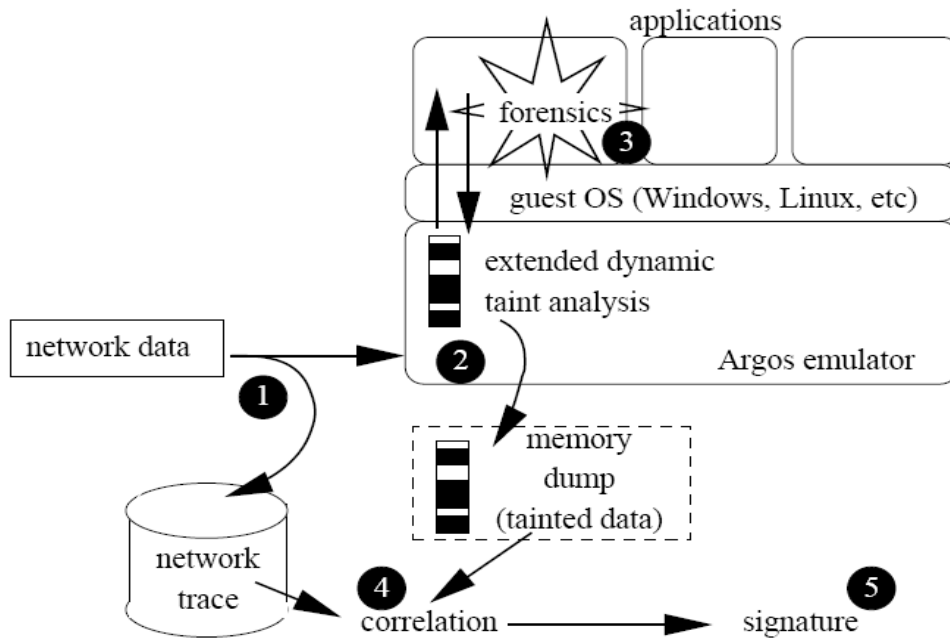 applications
forensics
3
guest OS (Windows, Linux, etc)
extended dynamic
taint analysis
network data
2
Argos emulator
1
memory
dump
(tainted data)
network
trace
4
correlation
5
signature